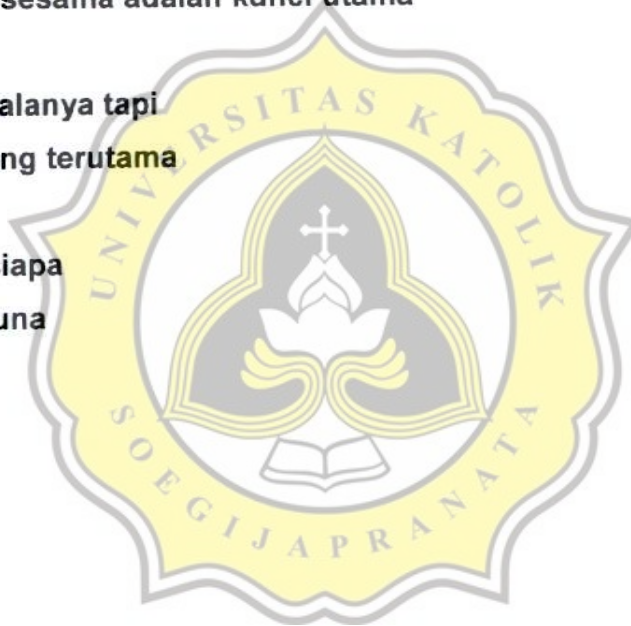 sesama adalah kunci utama
alanya tapi
ng terutama
iapa
una
UNIVERSITAS KATOLIK
SOEGIJAPRANATA